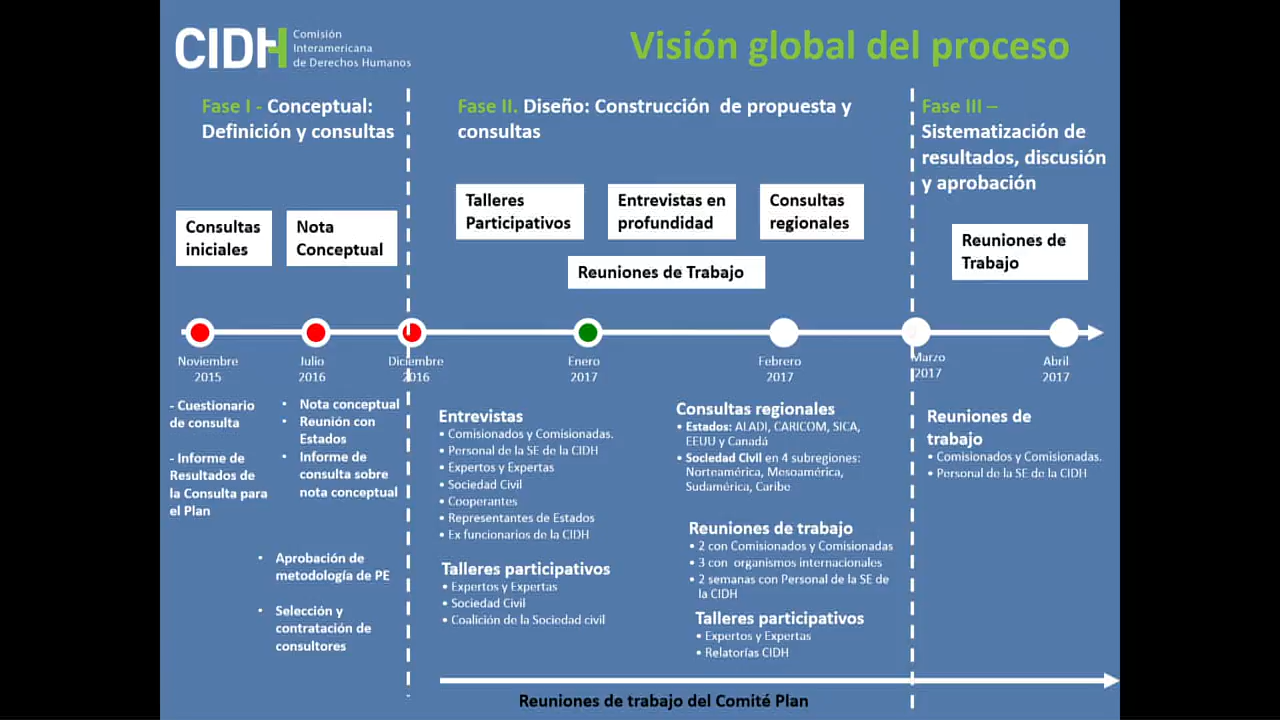 CIDH
Comisión
Interamericana
de Derechos Humanos
Visión global del proceso
Fase I - Conceptual:
Definición y consultas
Fase II. Diseño: Construcción de propuesta y
consultas
Fase III –
Sistematización de
resultados, discusión
y aprobación
Consultas
iniciales
Nota
Conceptual
Talleres
Participativos
Entrevistas en
profundidad
Consultas
regionales
Reuniones de Trabajo
Reuniones de
Trabajo
Noviembre
2015
Julio
2016
Diciembre
2016
Enero
2017
Febrero
2017
Marzo
2017
Abril
2017
- Cuestionario
de consulta
- Informe de
Resultados de
la Consulta para
el Plan
• Nota conceptual
• Reunión con
Estados
• Informe de
consulta sobre
nota conceptual
• Aprobación de
metodología de PE
• Selección y
contratación de
consultores
Entrevistas
• Comisionados y Comisionadas.
• Personal de la SE de la CIDH
• Expertos y Expertas
• Sociedad Civil
• Cooperantes
• Representantes de Estados
• Ex funcionarios de la CIDH
Talleres participativos
• Expertos y Expertas
• Sociedad Civil
• Coalición de la Sociedad civil
Consultas regionales
• Estados: ALADI, CARICOM, SICA,
EEUU y Canadá
• Sociedad Civil en 4 subregiones:
Norteamérica, Mesoamérica,
Sudamérica, Caribe
Reuniones de trabajo
• 2 con Comisionados y Comisionadas
• 3 con organismos internacionales
• 2 semanas con Personal de la SE de
la CIDH
Talleres participativos
• Expertos y Expertas
• Relatorías CIDH
Reuniones de
trabajo
• Comisionados y Comisionadas.
• Personal de la SE de la CIDH
Reuniones de trabajo del Comité Plan